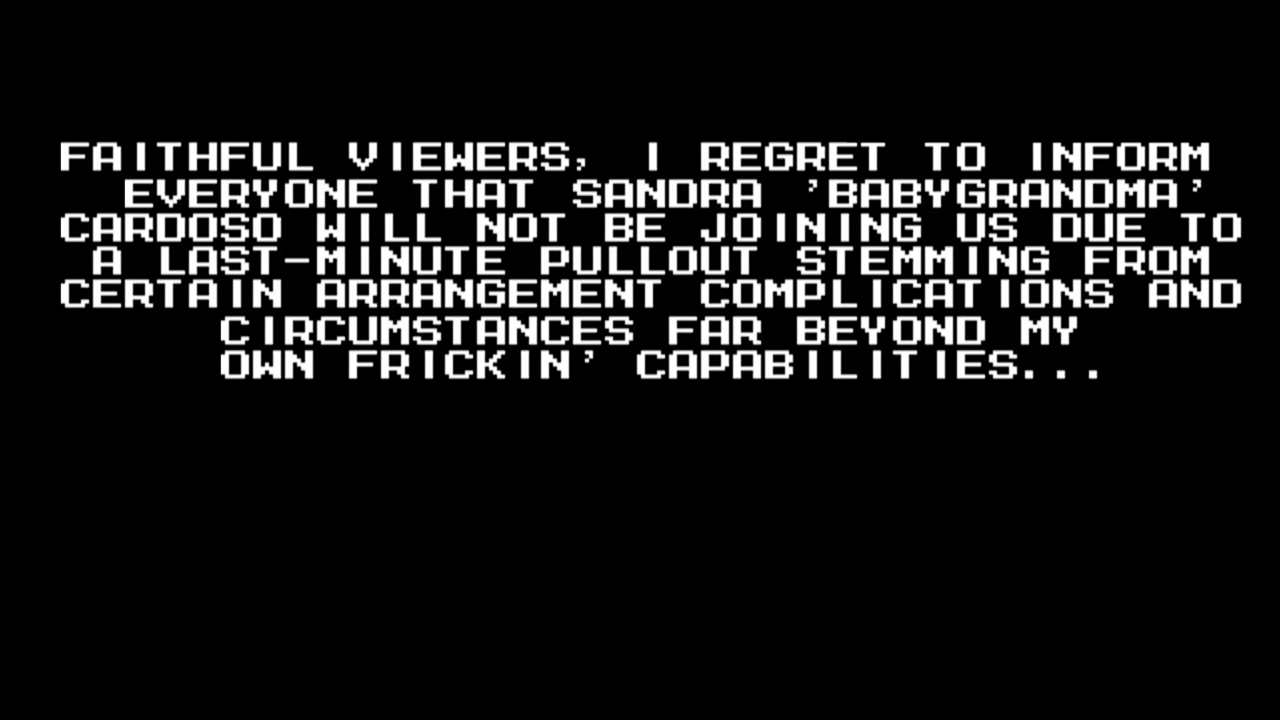 FAITHFUL VIEWERS, I REGRET TO INFORM
EVERYONE THAT SANDRA 'BABYGRANDMA'
CARDOSO WILL NOT BE JOINING US DUE TO
A LAST-MINUTE PULLOUT STEMMING FROM
CERTAIN ARRANGEMENT COMPLICATIONS AND
CIRCUMSTANCES FAR BEYOND MY
OWN FRICKIN' CAPABILITIES...